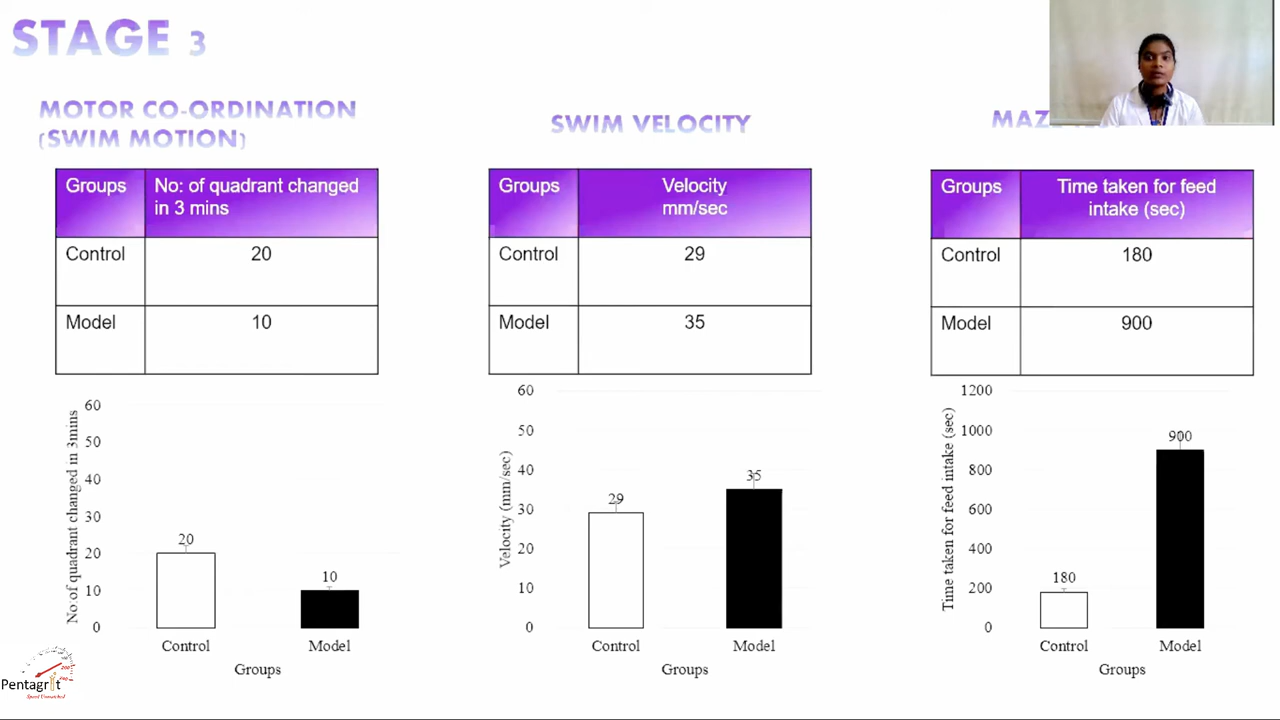 STAGE 3
MOTOR CO-ORDINATION
(SWIM MOTION)
Groups
No: of quadrant changed
in 3 mins
Control
20
Model
10
60
50
40
30
20
10
0
No of quadrant changed in 3mins
20
10
Control
Model
Groups
SWIM VELOCITY
Groups
Velocity
mm/sec
Control
29
Model
35
60
50
40
30
20
10
0
Velocity (mm/sec)
29
35
Control
Model
Groups
Groups
Time taken for feed
intake (sec)
Control
180
Model
900
1200
1000
800
600
400
200
0
Time taken for feed intake (sec)
180
900
Control
Model
Groups
Pentagrit